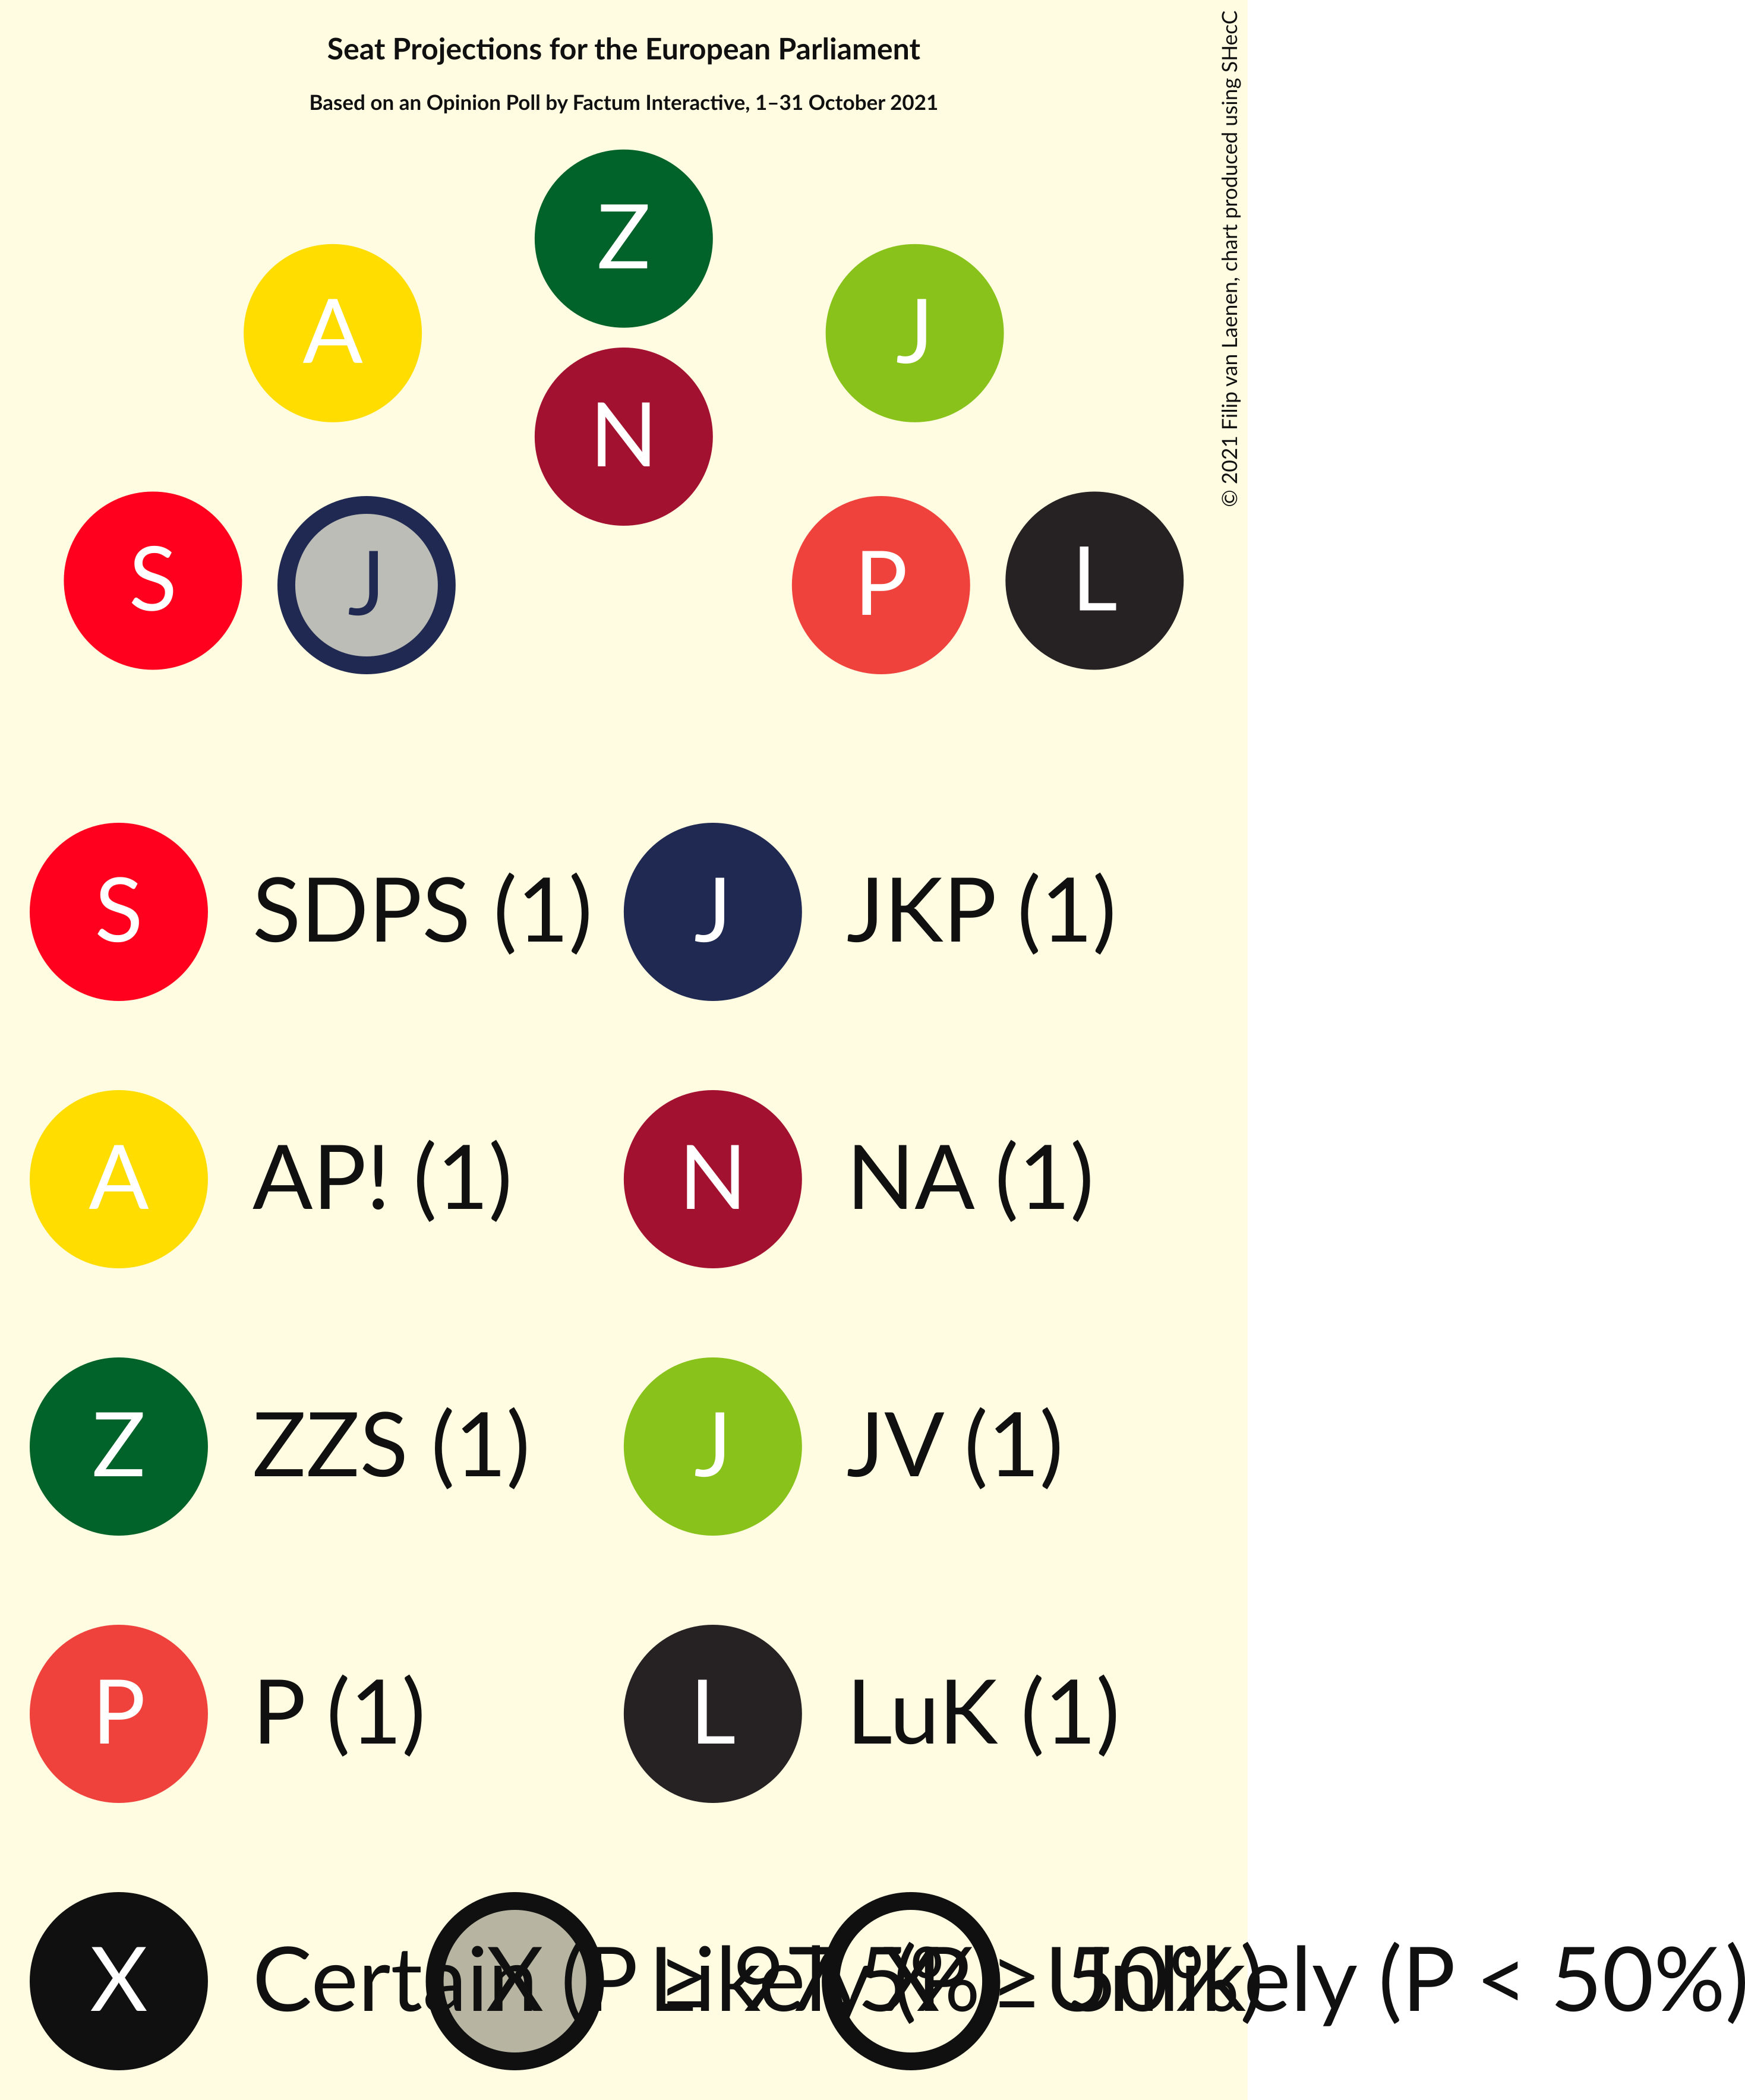 Seat Projections for the European Parliament
Based on an Opinion Poll by Factum Interactive, 1–31 October 2021
© 2021 Filip van Laenen, chart produced using SHecC
Z
A
J
N
S
J
P
L
S SDPS (1) J JKP (1)
A AP! (1) N NA (1)
Z ZZS (1) J JV (1)
P P (1) L LuK (1)
X Certain (P ≥ 97.5%) X Likely (P ≥ 50%) X Unlikely (P < 50%)